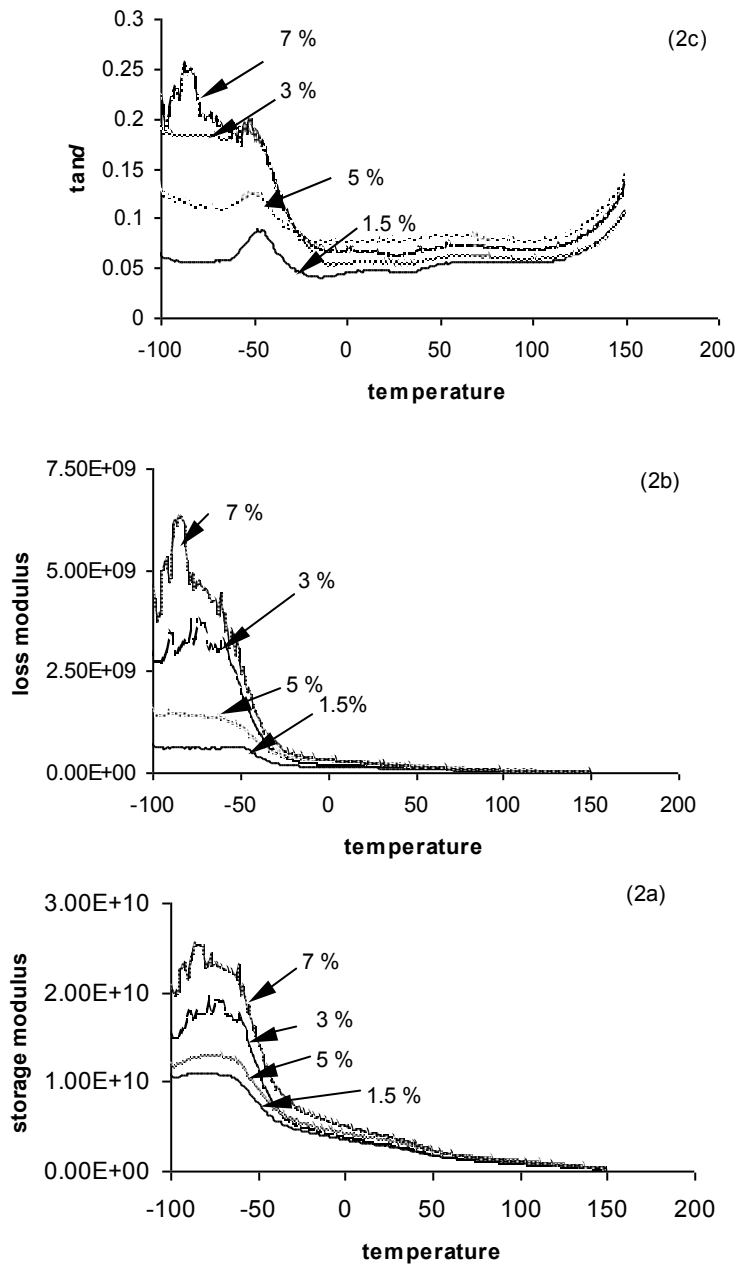 (2c)
0.3
0.25
0.2
0.15
0.1
0.05
0
tand
7 %
3 %
5 %
1.5 %
-100 -50 0 50 100 150 200
temperature
(2b)
7.50E+09
5.00E+09
2.50E+09
0.00E+00
loss modulus
7 %
3 %
5 %
1.5%
-100 -50 0 50 100 150 200
temperature
(2a)
3.00E+10
2.00E+10
1.00E+10
0.00E+00
storage modulus
7 %
3 %
5 %
1.5 %
-100 -50 0 50 100 150 200
temperature